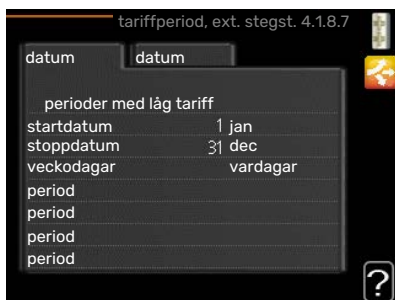 tariffperiod, ext. stegst. 4.1.8.7
datum datum
perioder med låg tariff
startdatum 1 jan
stoppdatum 31 dec
veckodagar vardagar
period
period
period
period
?